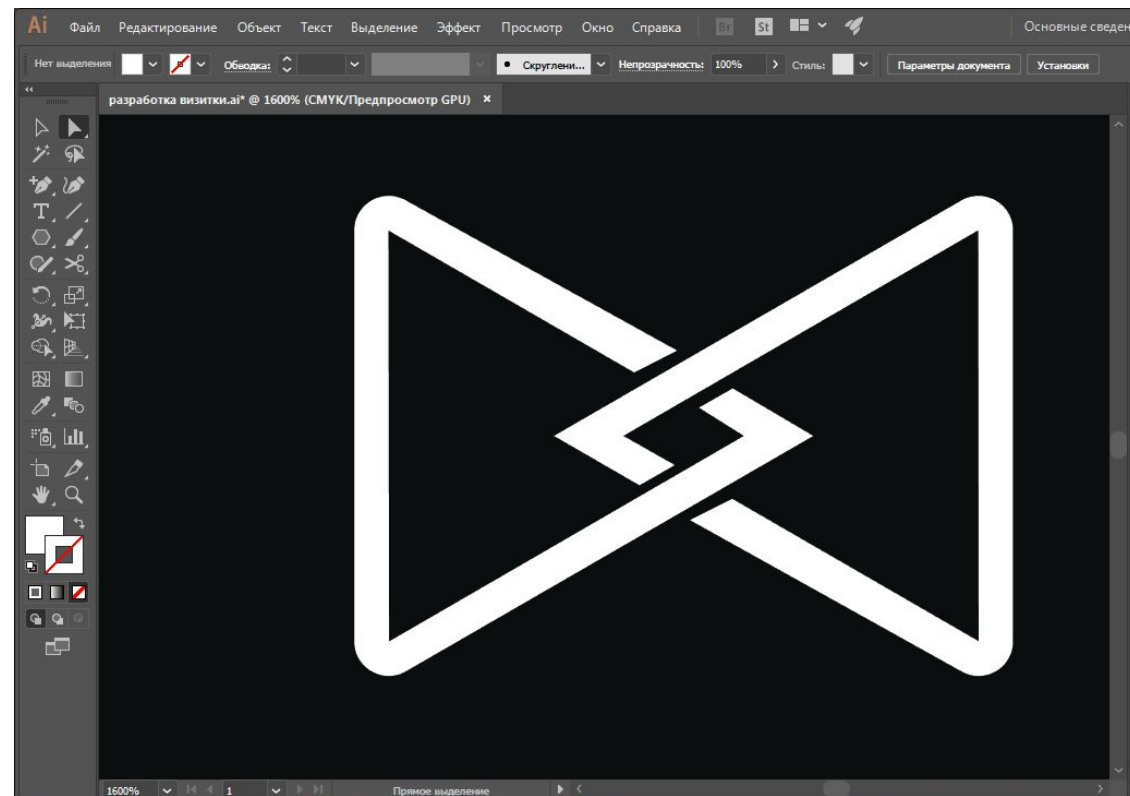 Ai Файл Редактирование Объект Текст Выделение Эффект Просмотр Окно Справка Br St Основные сведен
Нет выделения Обводка: Скруглени... Непрозрачность: 100% Стиль: Параметры документа Установки
разработка визитки.ai* @ 1600% (CMYK/Предпросмотр GPU) ×
1600% 1 Прямое выделение